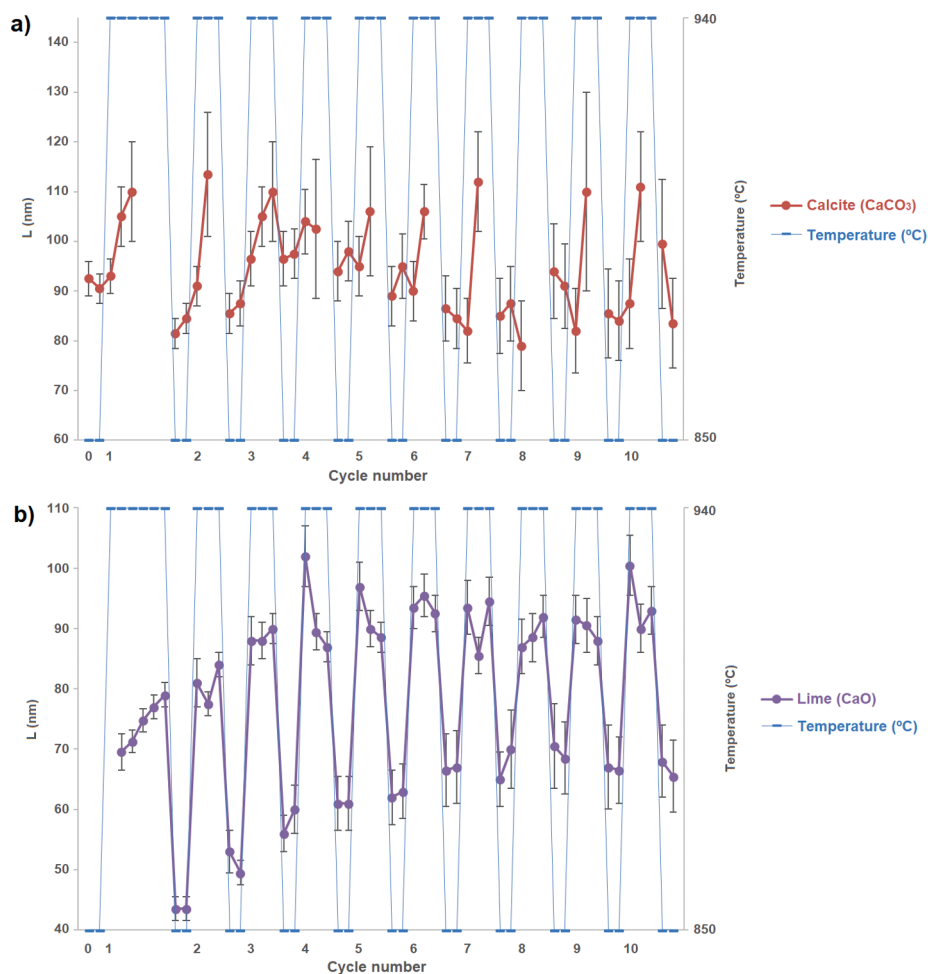 a)
140
130
120
110
100
90
80
70
60
L (nm)
0 1 2 3 4 5 6 7 8 9 10
Cycle number
940
850
Temperature (ºC)
Calcite (CaCO₃)
Temperature (ºC)
b)
110
100
90
80
70
60
50
40
L (nm)
0 1 2 3 4 5 6 7 8 9 10
Cycle number
940
850
Temperature (ºC)
Lime (CaO)
Temperature (ºC)